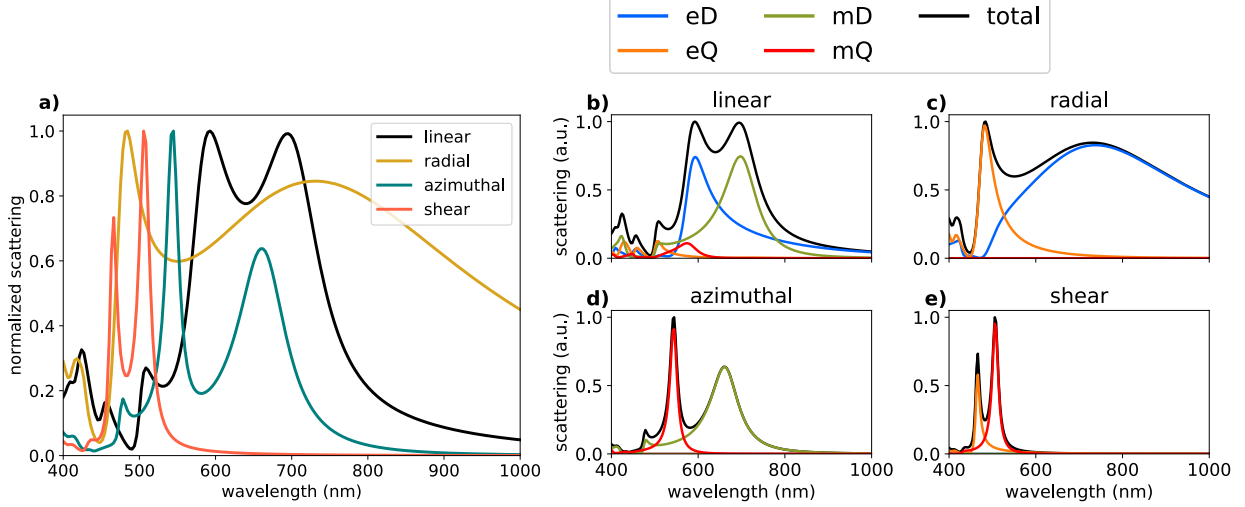 eD mD total
eQ mQ
a)
normalized scattering
1.0
0.8
0.6
0.4
0.2
0.0
400 500 600 700 800 900 1000
wavelength (nm)
linear
radial
azimuthal
shear
b) linear
scattering (a.u.)
1.0
0.5
0.0
400 600 800 1000
c) radial
1.0
0.5
0.0
400 600 800 1000
d) azimuthal
scattering (a.u.)
1.0
0.5
0.0
400 600 800 1000
wavelength (nm)
e) shear
1.0
0.5
0.0
400 600 800 1000
wavelength (nm)